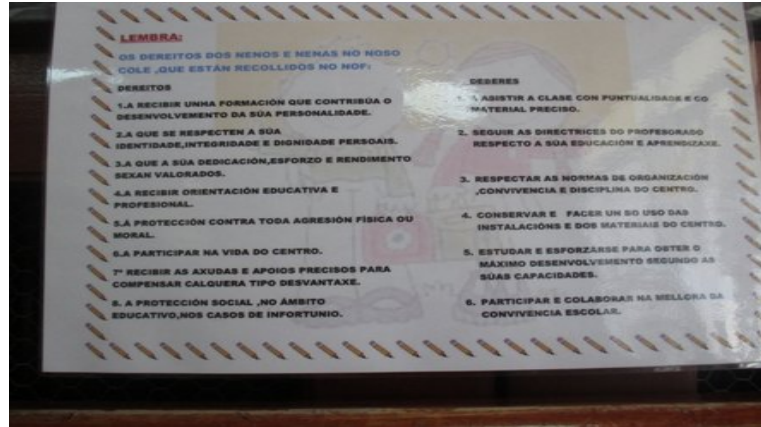 LEMBRA:
OS DEREITOS DOS NENOS E NENAS NO NOSO
COLE ,QUE ESTÁN RECOLLIDOS NO NOF:
DEREITOS
1.A RECIBIR UNHA FORMACIÓN QUE CONTRIBÚA O
DESENVOLVEMENTO DA SÚA PERSONALIDADE.
2.A QUE SE RESPECTEN A SÚA
IDENTIDADE,INTEGRIDADE E DIGNIDADE PERSOAIS.
3.A QUE A SÚA DEDICACIÓN,ESFORZO E RENDIMENTO
SEXAN VALORADOS.
4.A RECIBIR ORIENTACIÓN EDUCATIVA E
PROFESIONAL.
5.Á PROTECCIÓN CONTRA TODA AGRESIÓN FÍSICA OU
MORAL.
6.A PARTICIPAR NA VIDA DO CENTRO.
7º RECIBIR AS AXUDAS E APOIOS PRECISOS PARA
COMPENSAR CALQUERA TIPO DESVANTAXE.
8. A PROTECCIÓN SOCIAL ,NO ÁMBITO
EDUCATIVO,NOS CASOS DE INFORTUNIO.
DEBERES
1. A ASISTIR A CLASE CON PUNTUALIDADE E CO
MATERIAL PRECISO.
2. SEGUIR AS DIRECTRICES DO PROFESORADO
RESPECTO A SÚA EDUCACIÓN E APRENDIZAXE.
3. RESPECTAR AS NORMAS DE ORGANIZACIÓN
,CONVIVENCIA E DISCIPLINA DO CENTRO.
4. CONSERVAR E FACER UN BO USO DAS
INSTALACIÓNS E DOS MATERIAIS DO CENTRO.
5. ESTUDAR E ESFORZARSE PARA OBTER O
MÁXIMO DESENVOLVEMENTO SEGUNDO AS
SÚAS CAPACIDADES.
6. PARTICIPAR E COLABORAR NA MELLORA DA
CONVIVENCIA ESCOLAR.